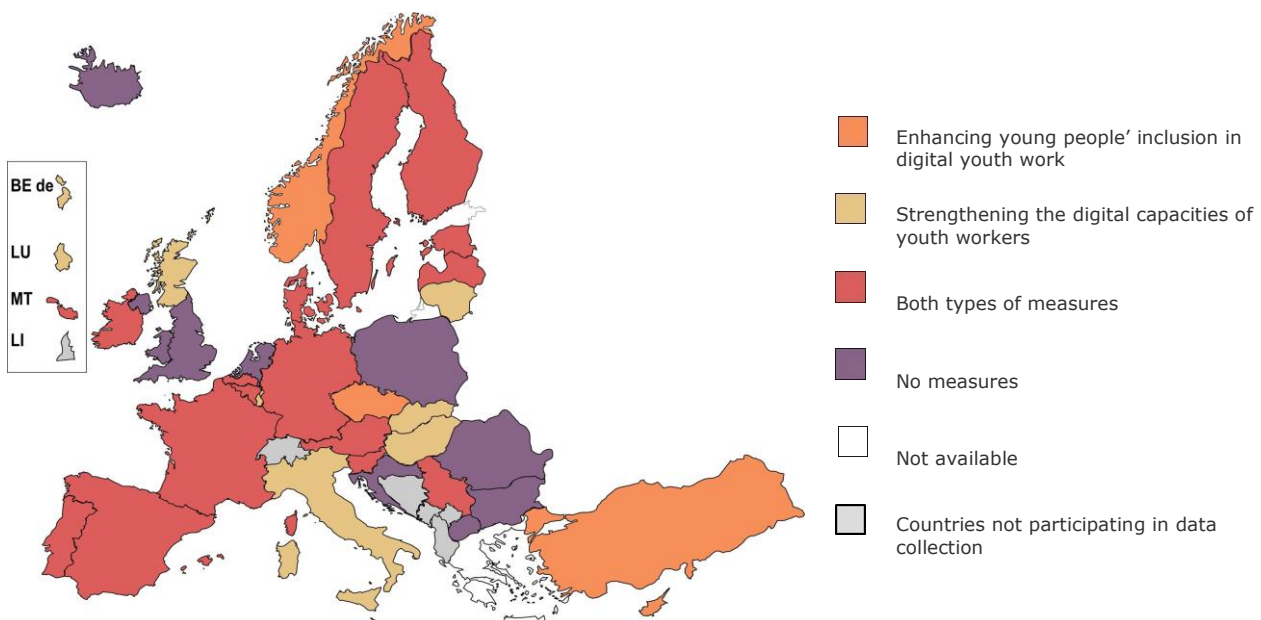 BE de
LU
MT
LI
Enhancing young people’ inclusion in
digital youth work
Strengthening the digital capacities of
youth workers
Both types of measures
No measures
Not available
Countries not participating in data
collection